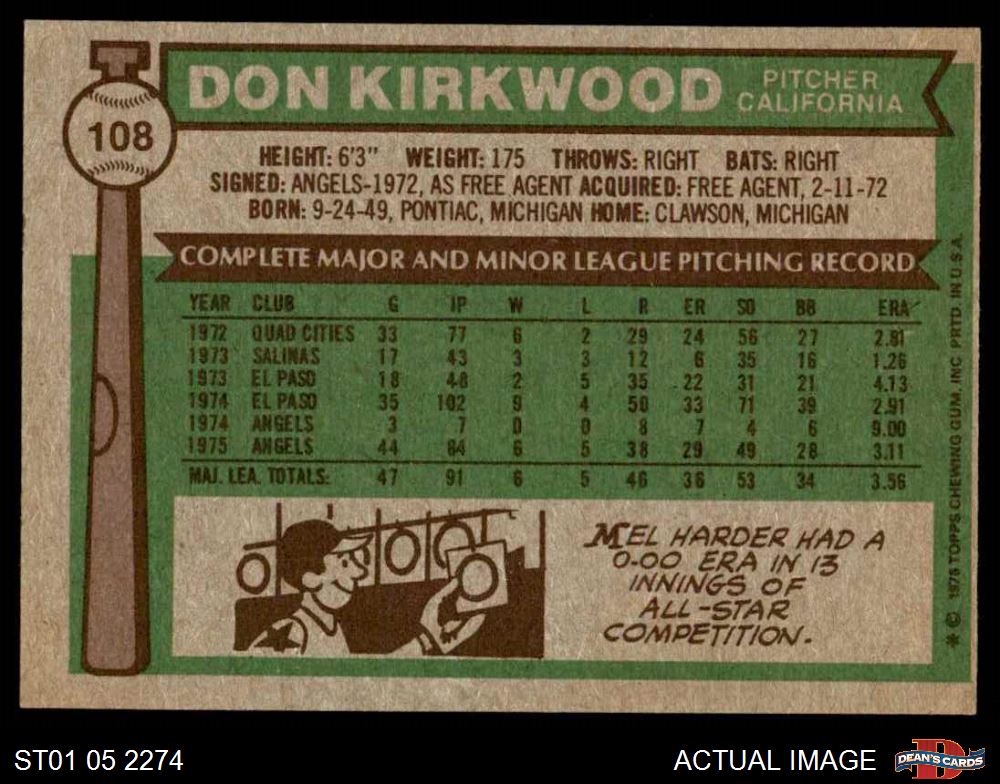 T
108
DON KIRKWOOD
PITCHER
CALIFORNIA
HEIGHT: 6'3" WEIGHT: 175 THROWS: RIGHT BATS: RIGHT
SIGNED: ANGELS-1972, AS FREE AGENT ACQUIRED: FREE AGENT, 2-11-72
BORN: 9-24-49, PONTIAC, MICHIGAN HOME: CLAWSON, MICHIGAN
COMPLETE MAJOR AND MINOR LEAGUE PITCHING RECORD
YEAR CLUB G IP W L R ER SO BB ERA
1972 QUAD CITIES 33 77 6 2 29 24 56 27 2.81
1973 SALINAS 17 43 3 3 12 6 35 16 1.26
1973 EL PASO 18 48 2 5 35 22 31 21 4.13
1974 EL PASO 35 102 9 4 50 33 71 39 2.91
1974 ANGELS 3 7 0 0 8 7 4 6 9.00
1975 ANGELS 44 84 6 5 38 29 49 28 3.11
MAJ. LEA. TOTALS: 47 91 6 5 46 36 53 34 3.56
MEL HARDER HAD A
0.00 ERA IN 13
INNINGS OF
ALL-STAR
COMPETITION.
* © 1976 TOPPS CHEWING GUM, INC. PRTD. IN U.S.A.
ST01 05 2274
ACTUAL IMAGE
D
DEAN'S CARDS